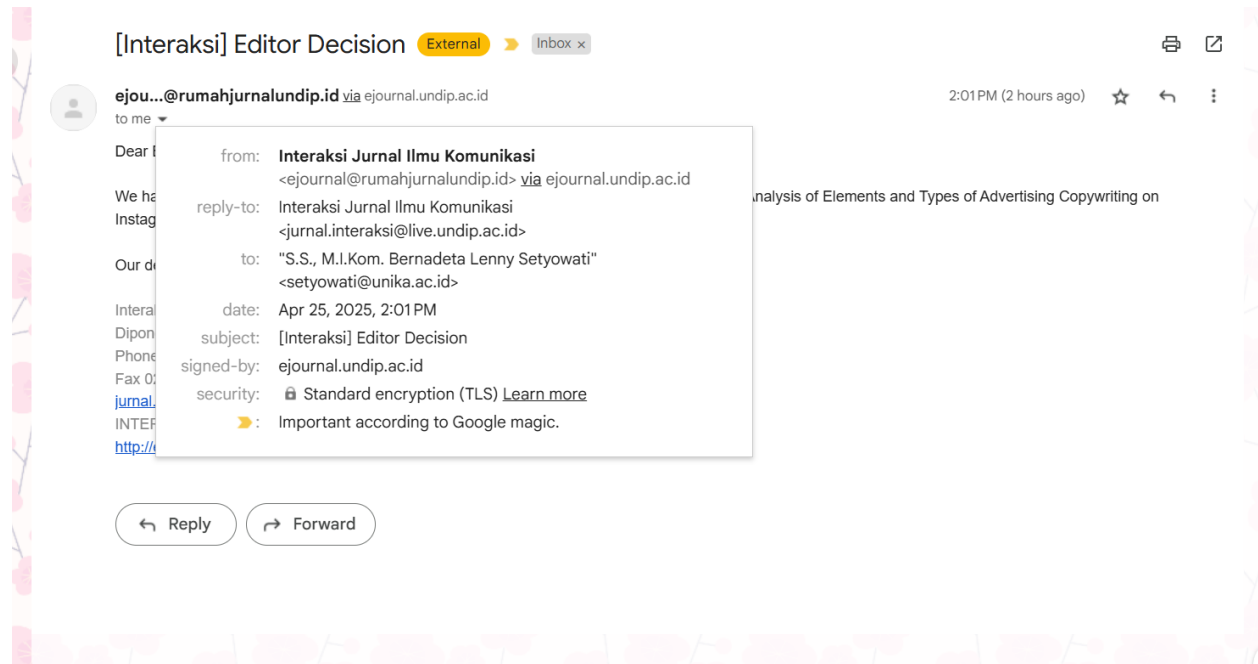 [Interaksi] Editor Decision External Inbox ×
ejou...@rumahjurnalundip.id via ejournal.undip.ac.id 2:01 PM (2 hours ago)
to me
Dear
from: Interaksi Jurnal Ilmu Komunikasi
<ejournal@rumahjurnalundip.id> via ejournal.undip.ac.id
We ha nalysis of Elements and Types of Advertising Copywriting on
reply-to: Interaksi Jurnal Ilmu Komunikasi
Instag
<jurnal.interaksi@live.undip.ac.id>
Our de
to: "S.S., M.I.Kom. Bernadeta Lenny Setyowati"
<setyowati@unika.ac.id>
Intera
date: Apr 25, 2025, 2:01 PM
Dipon
subject: [Interaksi] Editor Decision
Phone
signed-by: ejournal.undip.ac.id
Fax 02
security: Standard encryption (TLS) Learn more
jurnal.
INTER
: Important according to Google magic.
http://e
Reply Forward